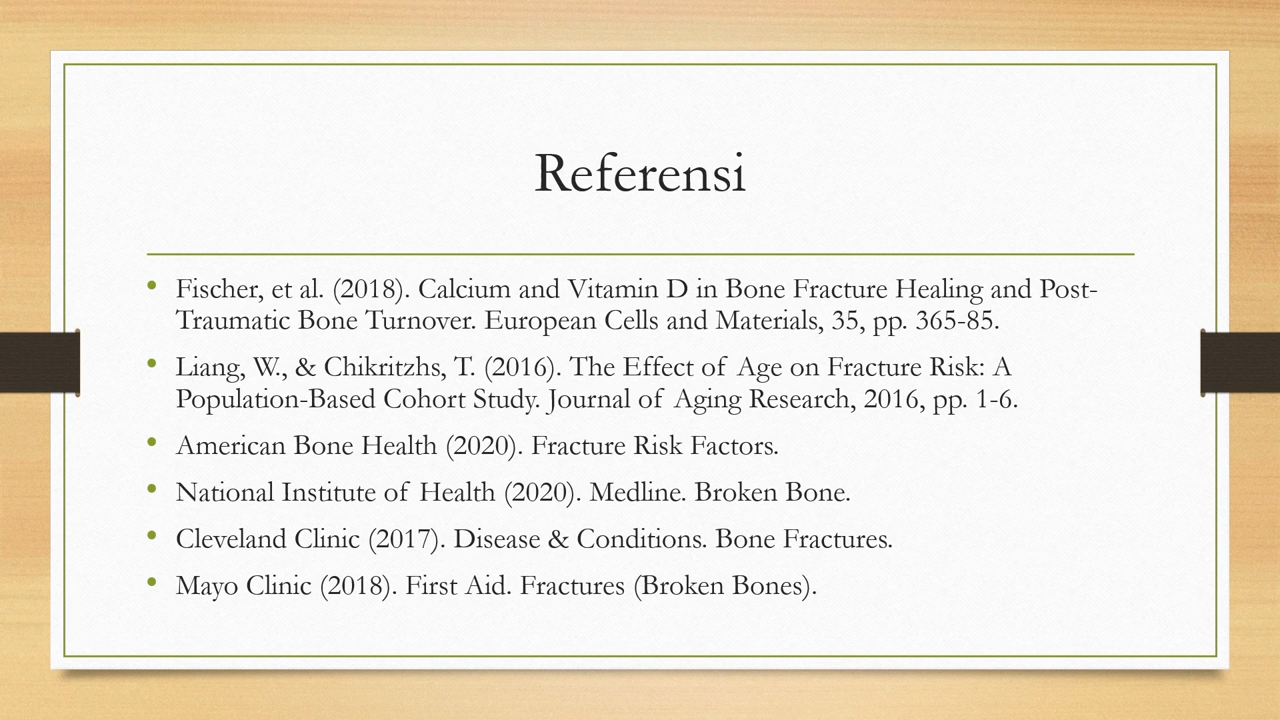 Referensi
• Fischer, et al. (2018). Calcium and Vitamin D in Bone Fracture Healing and Post-
Traumatic Bone Turnover. European Cells and Materials, 35, pp. 365-85.
• Liang, W., & Chikritzhs, T. (2016). The Effect of Age on Fracture Risk: A
Population-Based Cohort Study. Journal of Aging Research, 2016, pp. 1-6.
• American Bone Health (2020). Fracture Risk Factors.
• National Institute of Health (2020). Medline. Broken Bone.
• Cleveland Clinic (2017). Disease & Conditions. Bone Fractures.
• Mayo Clinic (2018). First Aid. Fractures (Broken Bones).